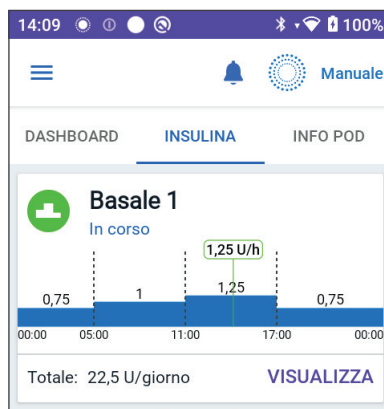 14:09 100%
Manuale
DASHBOARD INSULINA INFO POD
Basale 1
In corso
1,25 U/h
0,75 1 1,25 0,75
00:00 05:00 11:00 17:00 00:00
Totale: 22,5 U/giorno VISUALIZZA